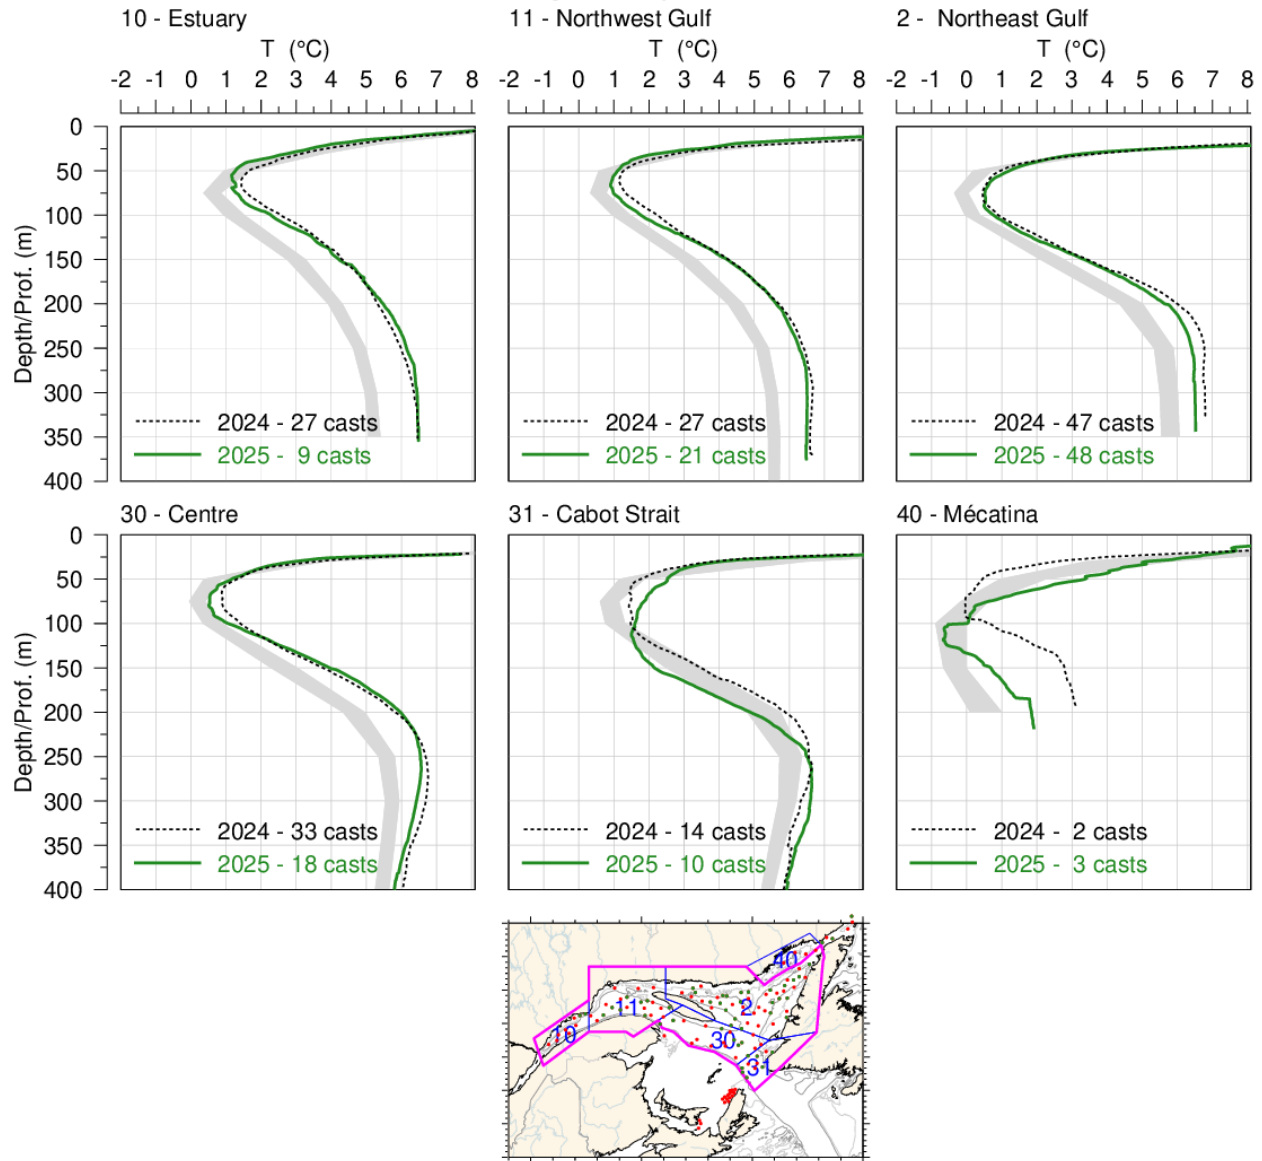 10 - Estuary
T (°C)
-2 -1 0 1 2 3 4 5 6 7 8
11 - Northwest Gulf
T (°C)
-2 -1 0 1 2 3 4 5 6 7 8
2 - Northeast Gulf
T (°C)
-2 -1 0 1 2 3 4 5 6 7 8
Depth/Prof. (m)
0
50
100
150
200
250
300
350
400
2024 - 27 casts
2025 - 9 casts
2024 - 27 casts
2025 - 21 casts
2024 - 47 casts
2025 - 48 casts
30 - Centre
31 - Cabot Strait
40 - Mécatina
Depth/Prof. (m)
0
50
100
150
200
250
300
350
400
2024 - 33 casts
2025 - 18 casts
2024 - 14 casts
2025 - 10 casts
2024 - 2 casts
2025 - 3 casts
40
11
2
10
30
31